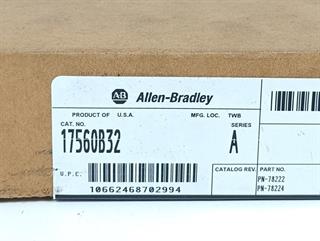 AB Allen-Bradley
PRODUCT OF U.S.A. MFG. LOC. TWB
CAT. NO. SERIES
1756OB32 A
CATALOG REV. PART NO.
U.P.C. PN-78222
10662468702994 PN-78224